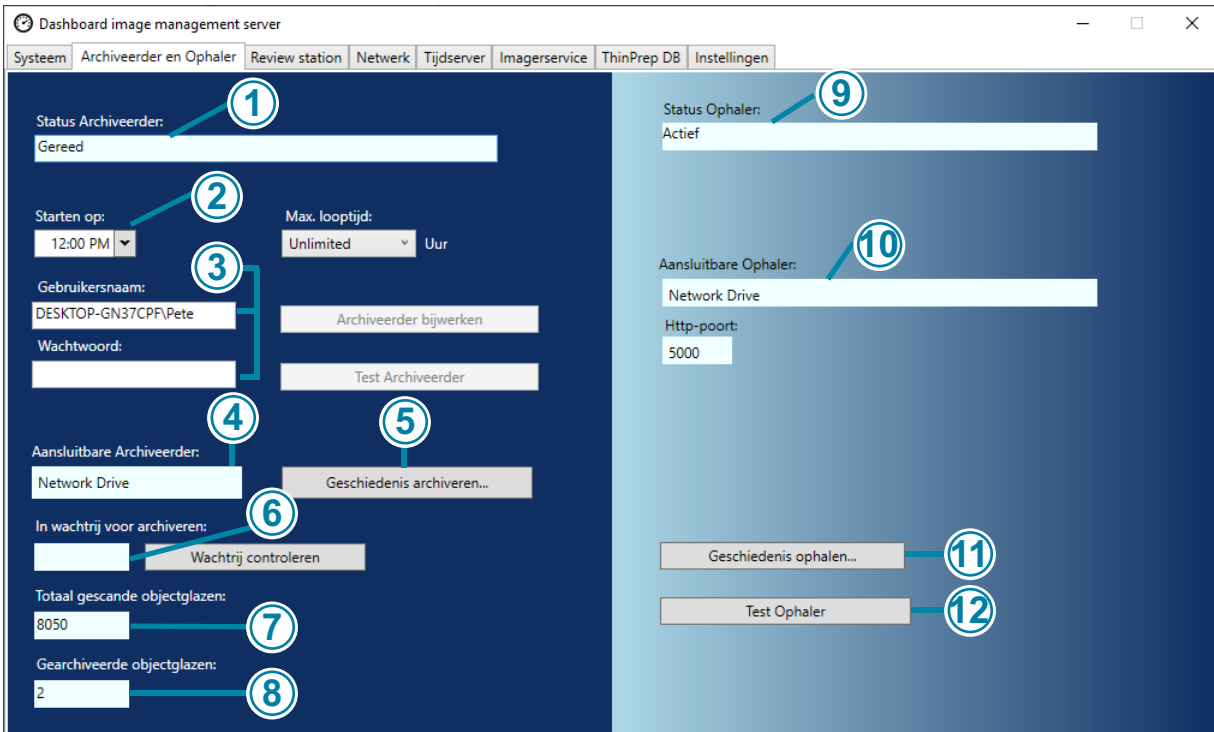 Dashboard image management server
Systeem Archiveerder en Ophaler Review station Netwerk Tijdserver Imagerservice ThinPrep DB Instellingen
1
Status Archiveerder:
Gereed
2
Starten op:
12:00 PM
Max. looptijd:
Unlimited Uur
3
Gebruikersnaam:
DESKTOP-GN37CPF\Pete
Archiveerder bijwerken
Wachtwoord:
Test Archiveerder
4
5
Aansluitbare Archiveerder:
Network Drive
Geschiedenis archiveren...
6
In wachtrij voor archiveren:
Wachtrij controleren
Totaal gescande objectglazen:
8050
7
Gearchiveerde objectglazen:
2
8
9
Status Ophaler:
Actief
10
Aansluitbare Ophaler:
Network Drive
Http-poort:
5000
Geschiedenis ophalen...
11
Test Ophaler
12